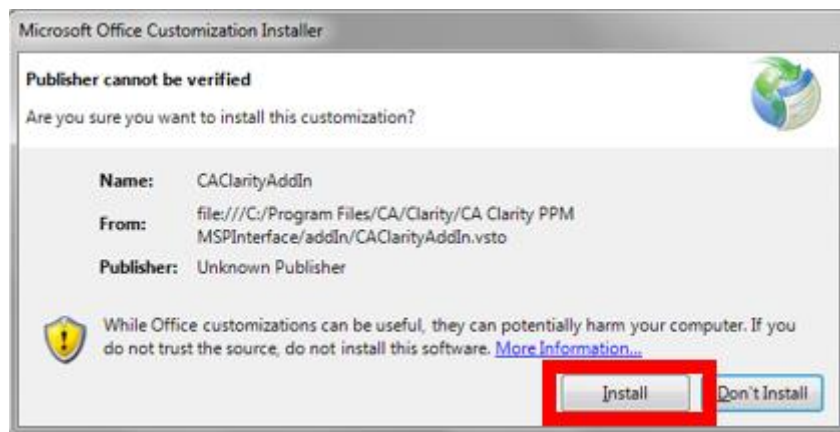 Microsoft Office Customization Installer
Publisher cannot be verified
Are you sure you want to install this customization?
Name: CAClarityAddIn
From: file:///C:/Program Files/CA/Clarity/CA Clarity PPM
MSPInterface/addIn/CAClarityAddIn.vsto
Publisher: Unknown Publisher
While Office customizations can be useful, they can potentially harm your computer. If you
do not trust the source, do not install this software. More Information...
Install Don't Install